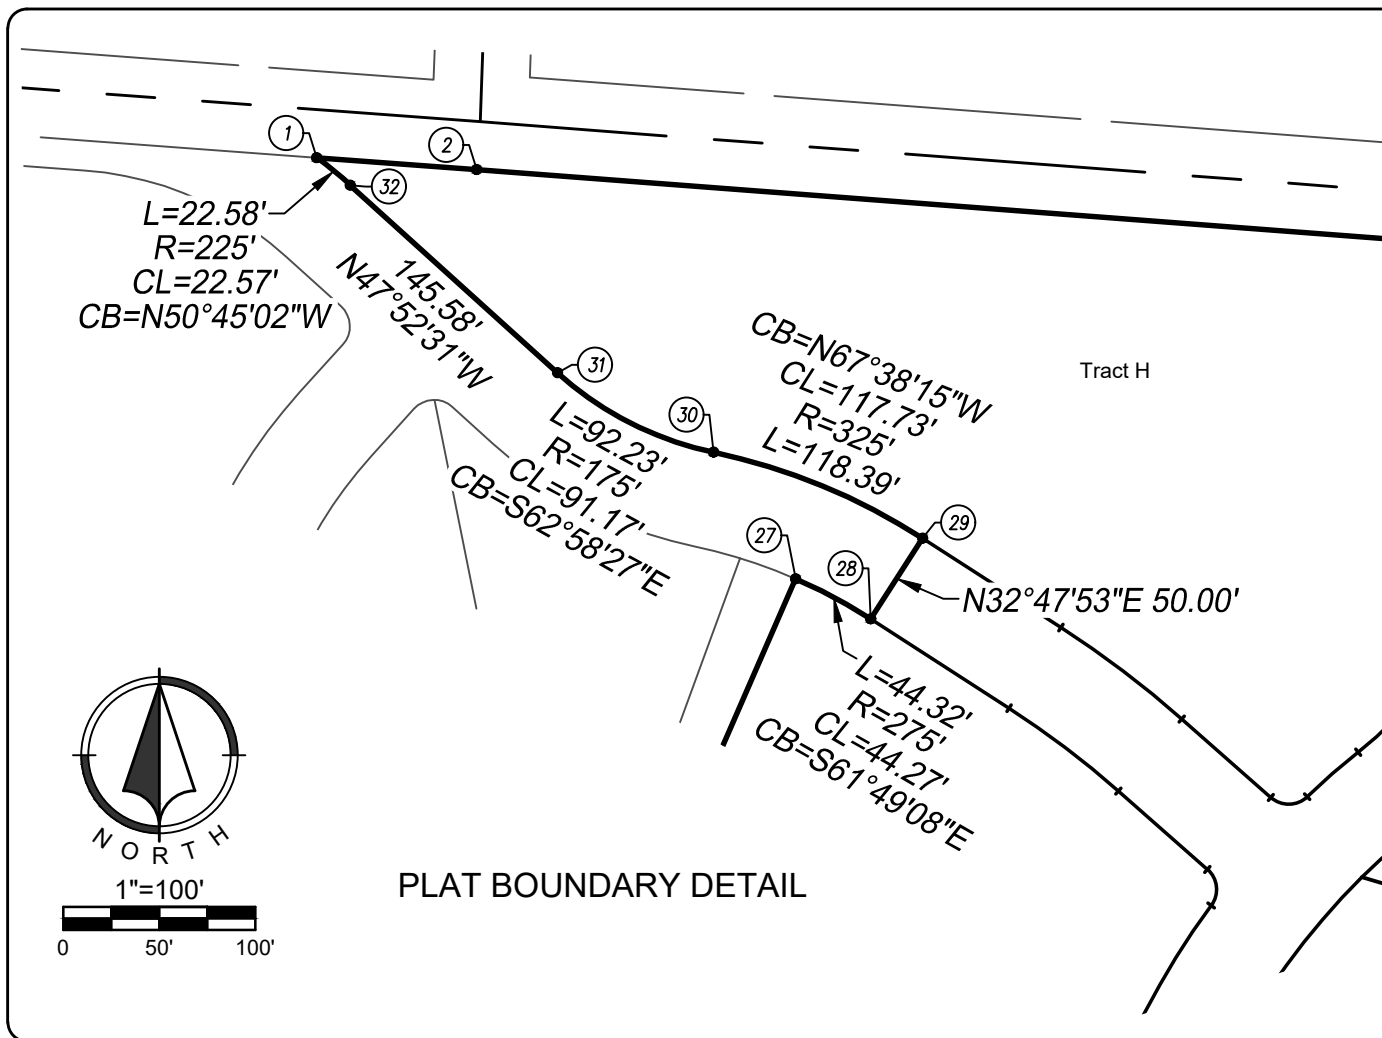 1
2
32
L=22.58'
R=225'
CL=22.57'
CB=N50°45'02"W
145.58'
N47°52'31"W
31
CB=N67°38'15"W
CL=117.73'
R=325'
L=118.39'
Tract H
30
L=92.23'
R=175'
CL=91.17'
CB=S62°58'27"E
29
27
28
N32°47'53"E 50.00'
L=44.32'
R=275'
CL=44.27'
CB=S61°49'08"E
NORTH
1"=100'
0 50' 100'
PLAT BOUNDARY DETAIL